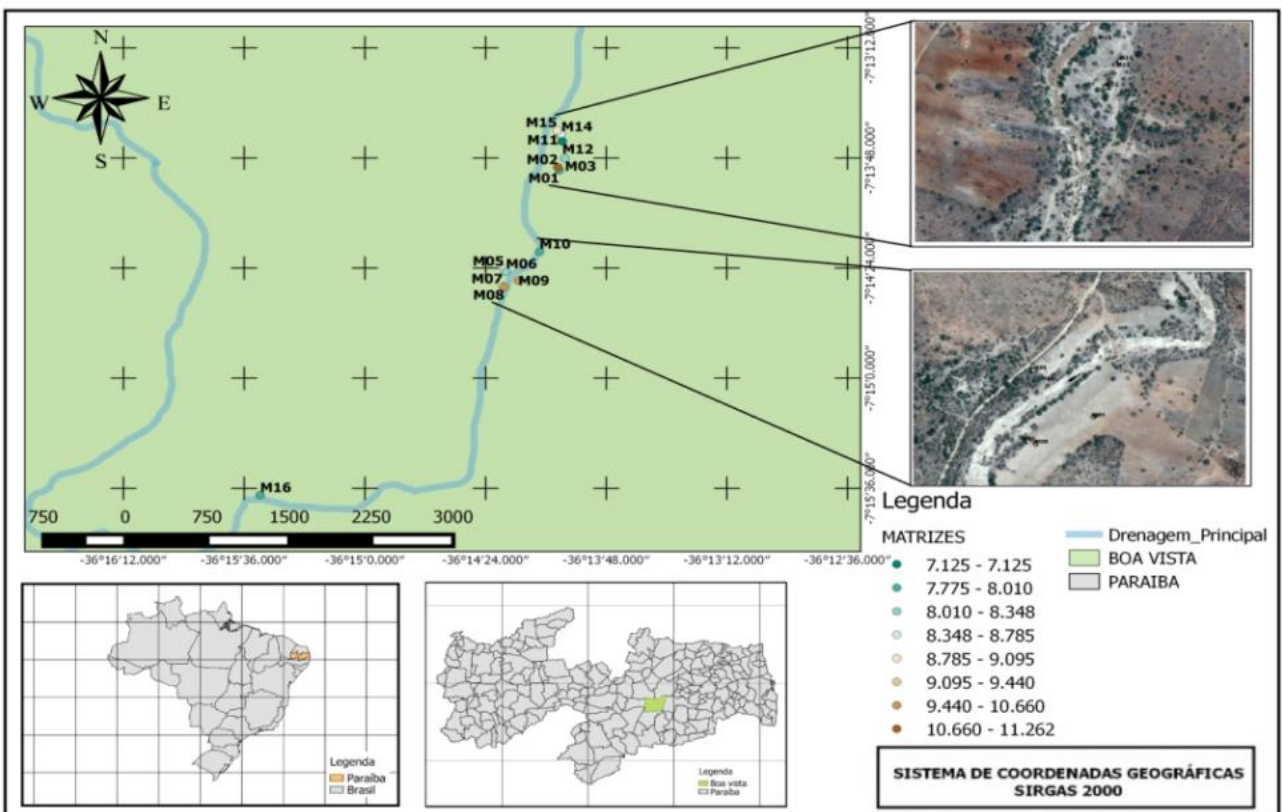 N
W
E
S
M15
M14
M11
M12
M02
M03
M01
M10
M05
M06
M07
M09
M08
M16
750 0 750 1500 2250 3000
-36°16'12.000" -36°15'36.000" -36°15'0.000" -36°14'24.000" -36°13'48.000" -36°13'12.000" -36°12'36.000"
-7°13'12.000"
-7°13'48.000"
-7°14'24.000"
-7°15'0.000"
-7°15'36.000"
Legenda
MATRIZES
7.125 - 7.125
7.775 - 8.010
8.010 - 8.348
8.348 - 8.785
8.785 - 9.095
9.095 - 9.440
9.440 - 10.660
10.660 - 11.262
Drenagem_Principal
BOA VISTA
PARAIBA
Legenda
Paraíba
Brasil
Legenda
Boa vista
Paraíba
SISTEMA DE COORDENADAS GEOGRÁFICAS
SIRGAS 2000